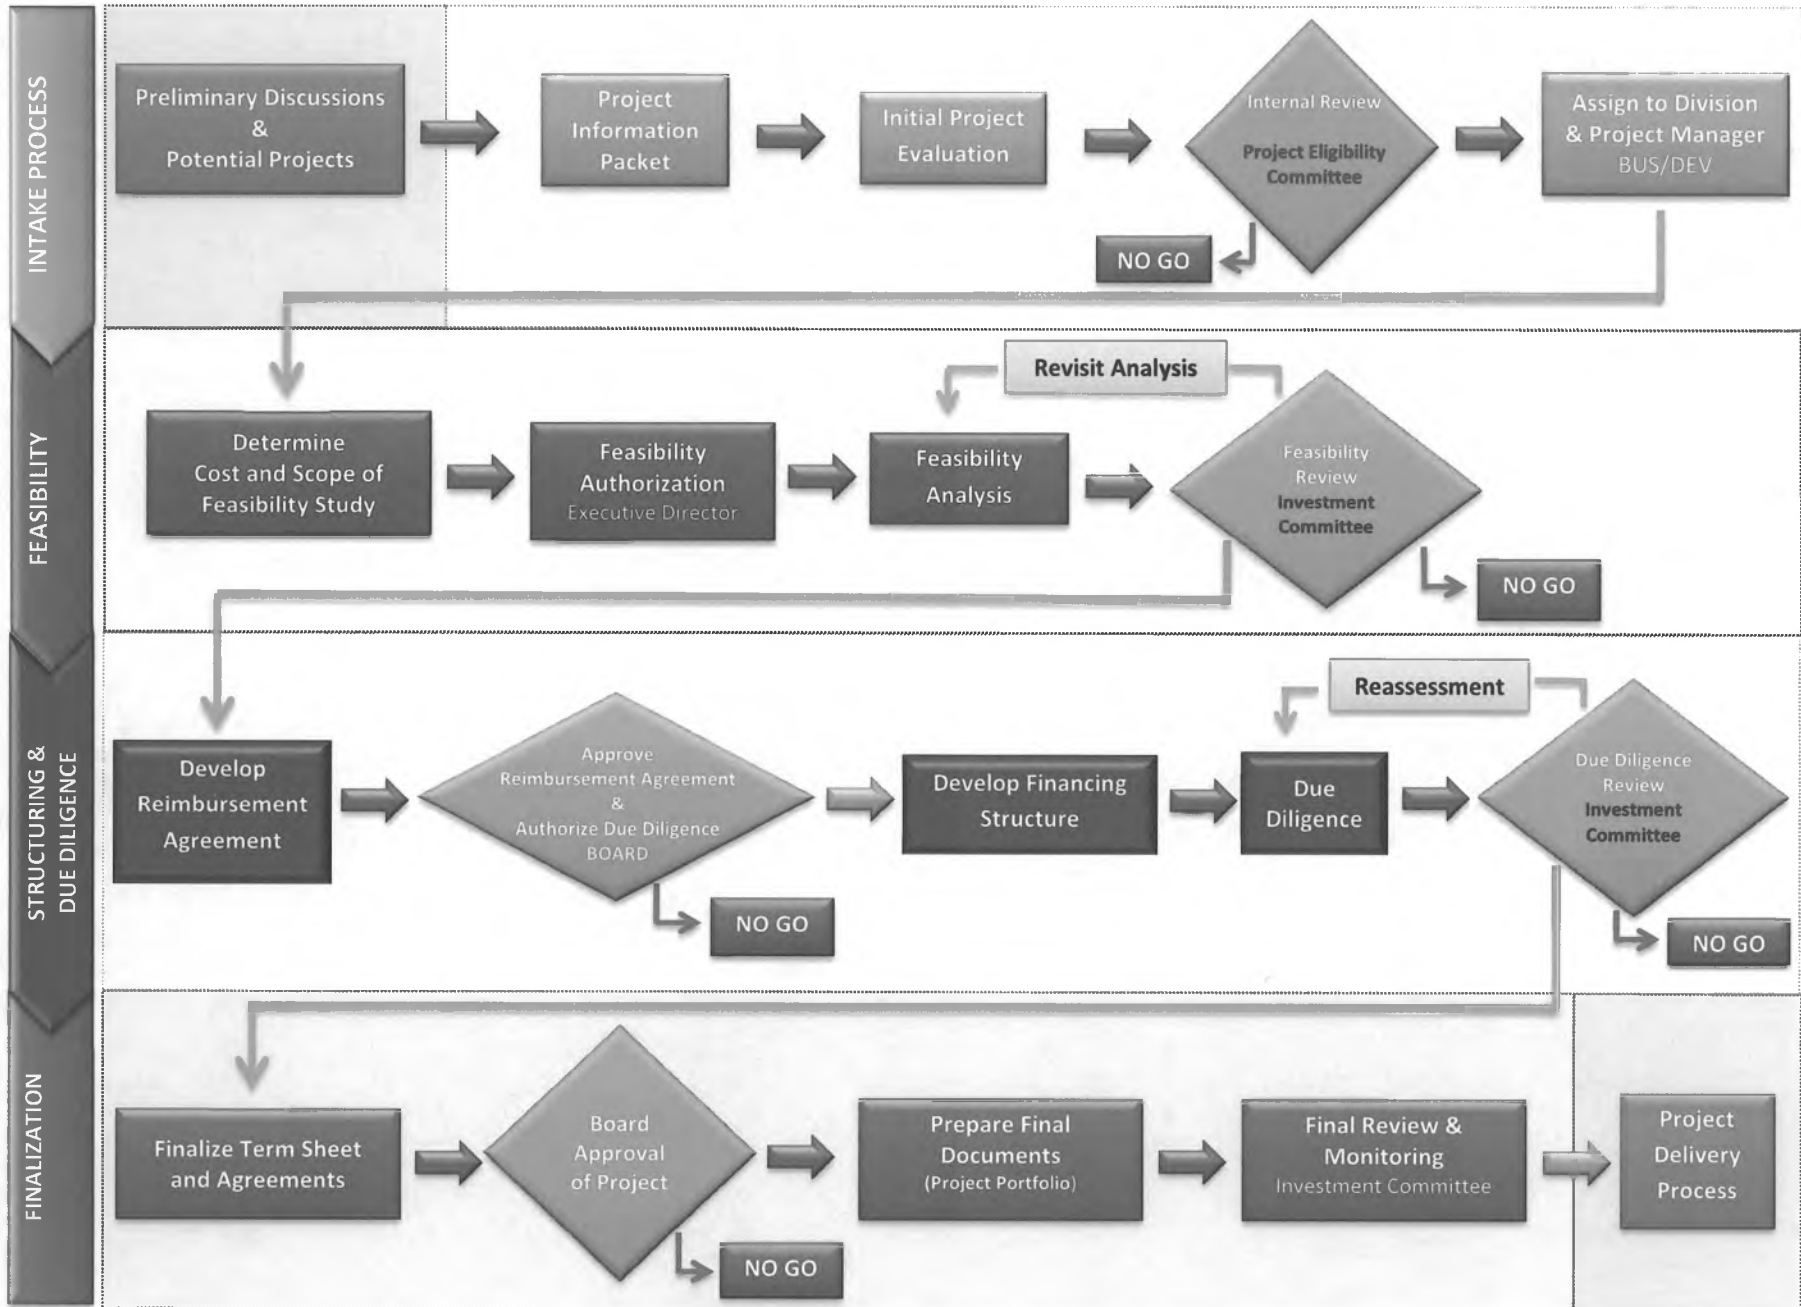 INTAKE PROCESS
Preliminary Discussions
&
Potential Projects
Project
Information
Packet
Initial Project
Evaluation
Internal Review
Project Eligibility
Committee
Assign to Division
& Project Manager
BUS/DEV
NO GO
FEASIBILITY
Revisit Analysis
Determine
Cost and Scope of
Feasibility Study
Feasibility
Authorization
Executive Director
Feasibility
Analysis
Feasibility
Review
Investment
Committee
NO GO
STRUCTURING &
DUE DILIGENCE
Reassessment
Develop
Reimbursement
Agreement
Approve
Reimbursement Agreement
&
Authorize Due Diligence
BOARD
NO GO
Develop Financing
Structure
Due
Diligence
Due Diligence
Review
Investment
Committee
NO GO
FINALIZATION
Finalize Term Sheet
and Agreements
Board
Approval
of Project
NO GO
Prepare Final
Documents
(Project Portfolio)
Final Review &
Monitoring
Investment Committee
Project
Delivery
Process